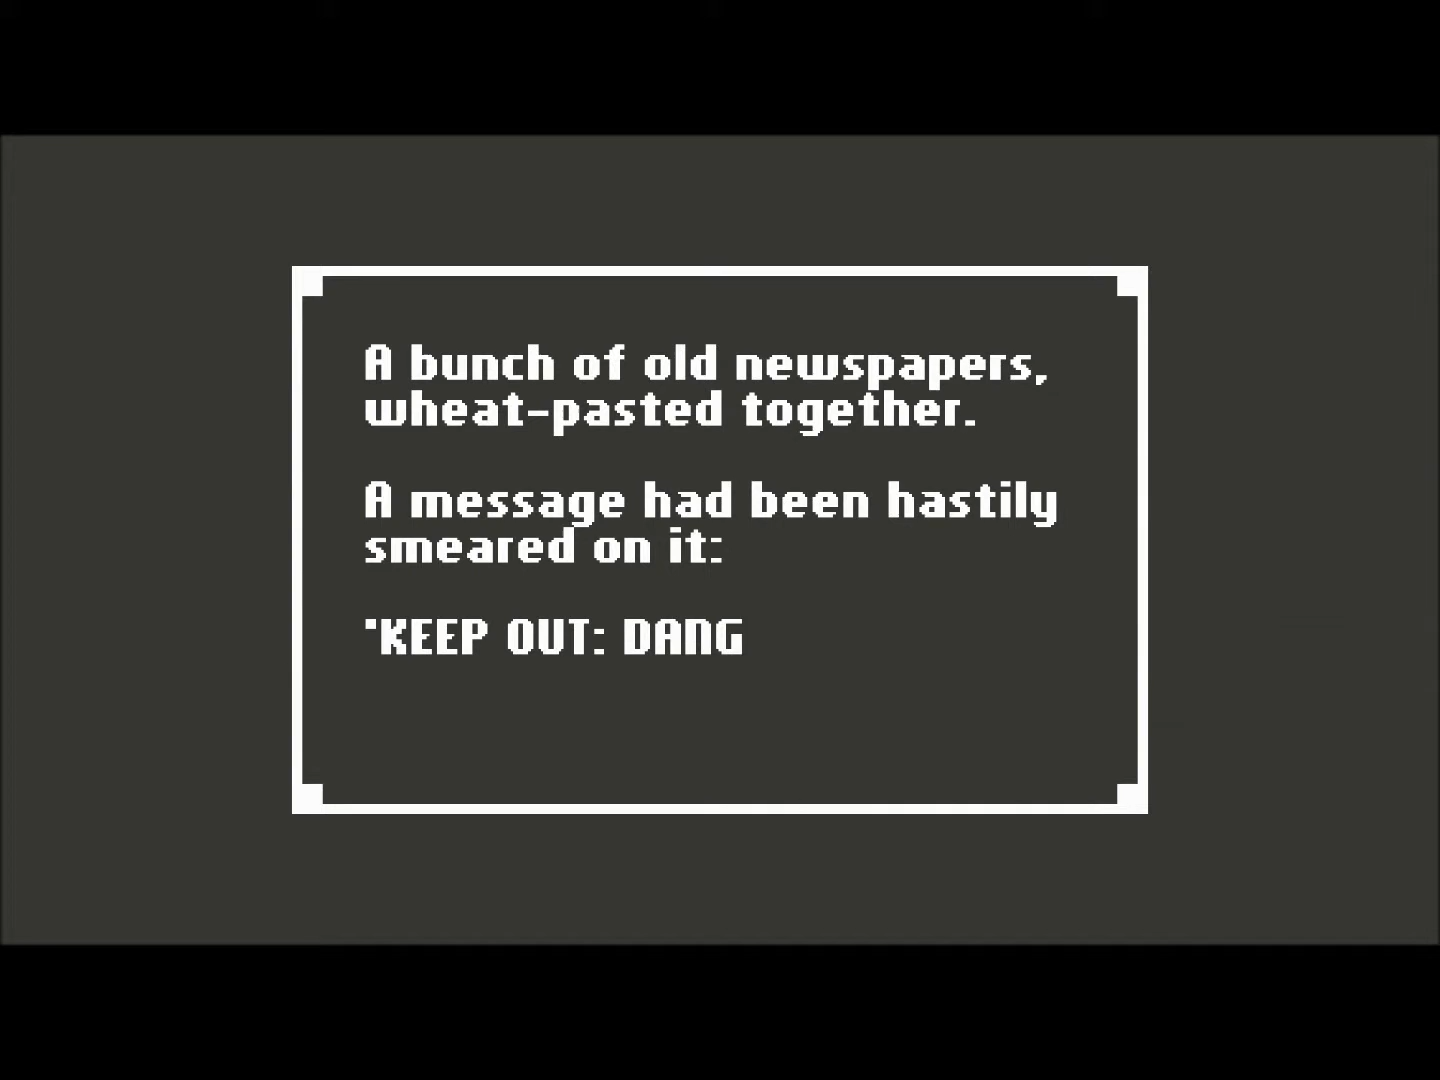 A bunch of old newspapers,
wheat-pasted together.
A message had been hastily
smeared on it:
"KEEP OUT: DANG